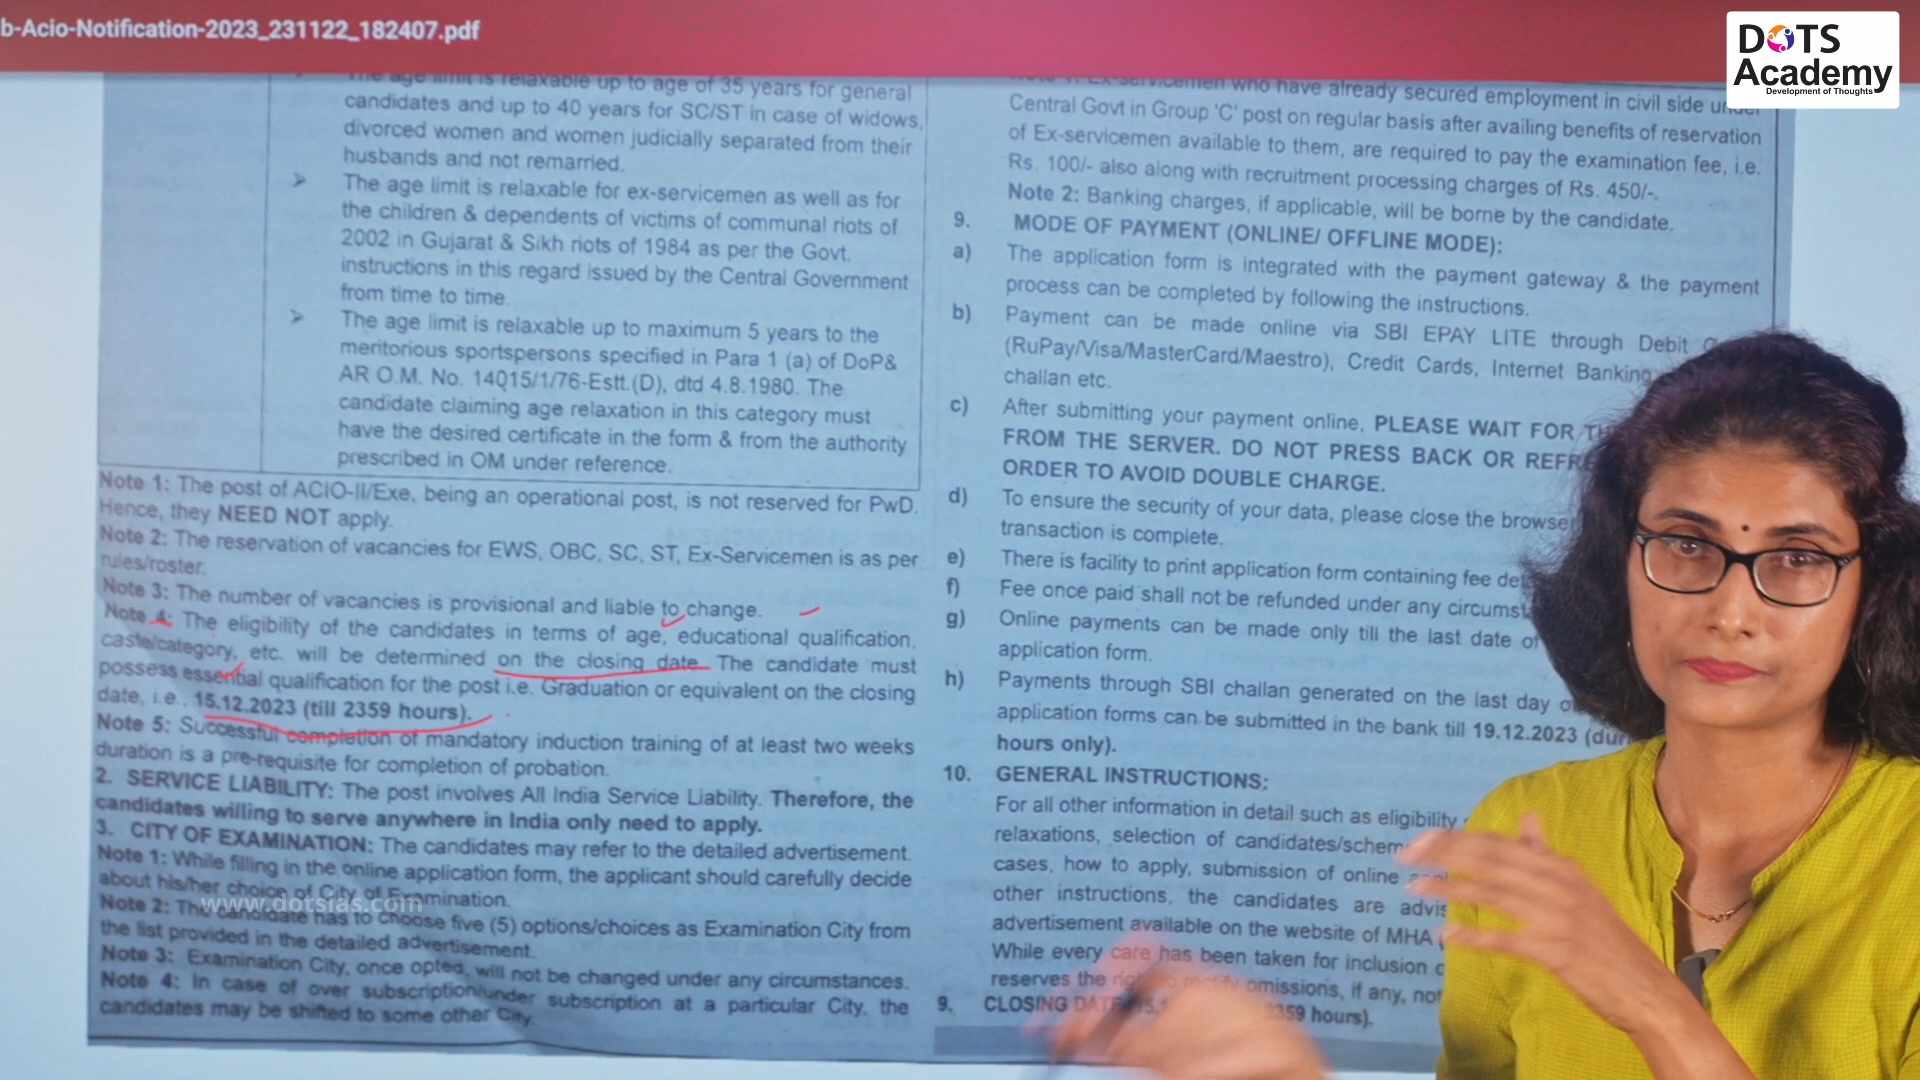 b-Acio-Notification-2023_231122_182407.pdf
DOTS
Academy
Development of Thoughts
The age limit is relaxable up to age of 35 years for general
candidates and up to 40 years for SC/ST in case of widows,
divorced women and women judicially separated from their
husbands and not remarried.
➢ The age limit is relaxable for ex-servicemen as well as for
the children & dependents of victims of communal riots of
2002 in Gujarat & Sikh riots of 1984 as per the Govt.
instructions in this regard issued by the Central Government
from time to time.
➢ The age limit is relaxable up to maximum 5 years to the
meritorious sportspersons specified in Para 1 (a) of DoP&
AR O.M. No. 14015/1/76-Estt.(D), dtd 4.8.1980. The
candidate claiming age relaxation in this category must
have the desired certificate in the form & from the authority
prescribed in OM under reference.
Note 1: The post of ACIO-II/Exe, being an operational post, is not reserved for PwD.
Hence, they NEED NOT apply.
Note 2: The reservation of vacancies for EWS, OBC, SC, ST, Ex-Servicemen is as per
rules/roster.
Note 3: The number of vacancies is provisional and liable to change.
Note 4: The eligibility of the candidates in terms of age, educational qualification,
caste/category, etc. will be determined on the closing date. The candidate must
possess essential qualification for the post i.e. Graduation or equivalent on the closing
date, i.e., 15.12.2023 (till 2359 hours).
Note 5: Successful completion of mandatory induction training of at least two weeks
duration is a pre-requisite for completion of probation.
2. SERVICE LIABILITY: The post involves All India Service Liability. Therefore, the
candidates willing to serve anywhere in India only need to apply.
3. CITY OF EXAMINATION: The candidates may refer to the detailed advertisement.
Note 1: While filling in the online application form, the applicant should carefully decide
about his/her choice of City of Examination.
www.dotsias.com
Note 2: The candidate has to choose five (5) options/choices as Examination City from
the list provided in the detailed advertisement.
Note 3: Examination City, once opted, will not be changed under any circumstances.
Note 4: In case of over subscription/under subscription at a particular City, the
candidates may be shifted to some other City.
Note 1: Ex-servicemen who have already secured employment in civil side under
Central Govt in Group 'C' post on regular basis after availing benefits of reservation
of Ex-servicemen available to them, are required to pay the examination fee, i.e.
Rs. 100/- also along with recruitment processing charges of Rs. 450/-.
Note 2: Banking charges, if applicable, will be borne by the candidate.
9. MODE OF PAYMENT (ONLINE/ OFFLINE MODE):
a) The application form is integrated with the payment gateway & the payment
process can be completed by following the instructions.
b) Payment can be made online via SBI EPAY LITE through Debit
(RuPay/Visa/MasterCard/Maestro), Credit Cards, Internet Banking
challan etc.
c) After submitting your payment online, PLEASE WAIT FOR
FROM THE SERVER. DO NOT PRESS BACK OR
ORDER TO AVOID DOUBLE CHARGE.
d) To ensure the security of your data, please close the
transaction is complete.
e) There is facility to print application form containing fee
f) Fee once paid shall not be refunded under any
g) Online payments can be made only till the last date of
application form.
h) Payments through SBI challan generated on the last day
application forms can be submitted in the bank till 19.12.2023
hours only).
10. GENERAL INSTRUCTIONS;
For all other information in detail such as eligibility
relaxations, selection of
cases, how to apply, submission of online
other instructions, the candidates are
advertisement available on the website of MHA
While every care has been taken for inclusion
reserves the omissions, if any, not
9. CLOSING 2359 hours).